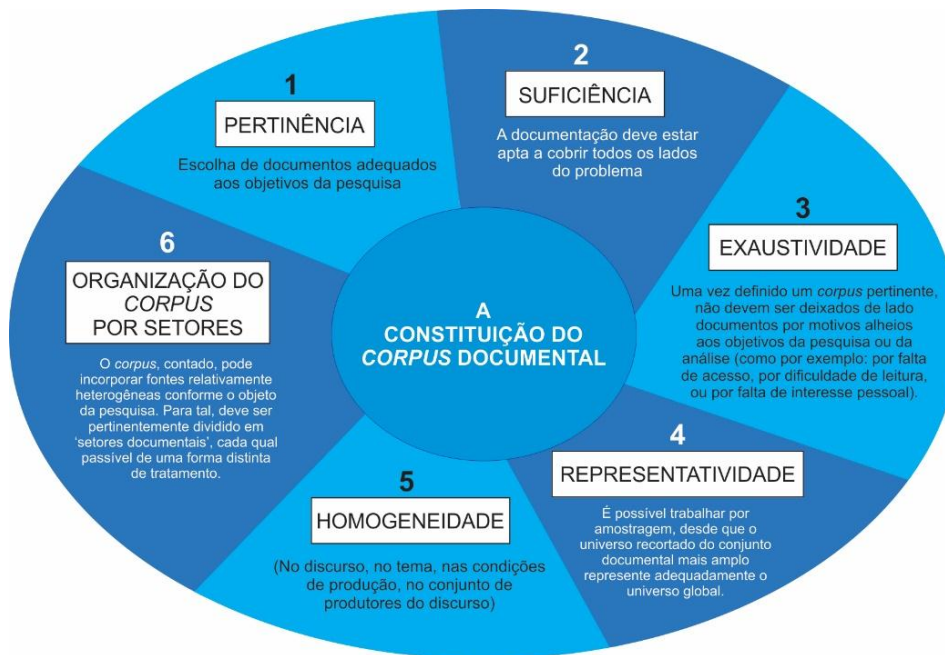 1
PERTINÊNCIA
Escolha de documentos adequados
aos objetivos da pesquisa
2
SUFICIÊNCIA
A documentação deve estar
apta a cobrir todos os lados
do problema
3
EXAUSTIVIDADE
Uma vez definido um corpus pertinente,
não devem ser deixados de lado
documentos por motivos alheios
aos objetivos da pesquisa ou da
análise (como por exemplo: por falta
de acesso, por dificuldade de leitura,
ou por falta de interesse pessoal).
4
REPRESENTATIVIDADE
É possível trabalhar por
amostragem, desde que o
universo recortado do conjunto
documental mais amplo
represente adequadamente o
universo global.
5
HOMOGENEIDADE
(No discurso, no tema, nas condições
de produção, no conjunto de
produtores do discurso)
6
ORGANIZAÇÃO DO
CORPUS
POR SETORES
O corpus, contado, pode
incorporar fontes relativamente
heterogêneas conforme o objeto
da pesquisa. Para tal, deve ser
pertinentemente dividido em
‘setores documentais’, cada qual
passível de uma forma distinta
de tratamento.
A
CONSTITUIÇÃO DO
CORPUS DOCUMENTAL